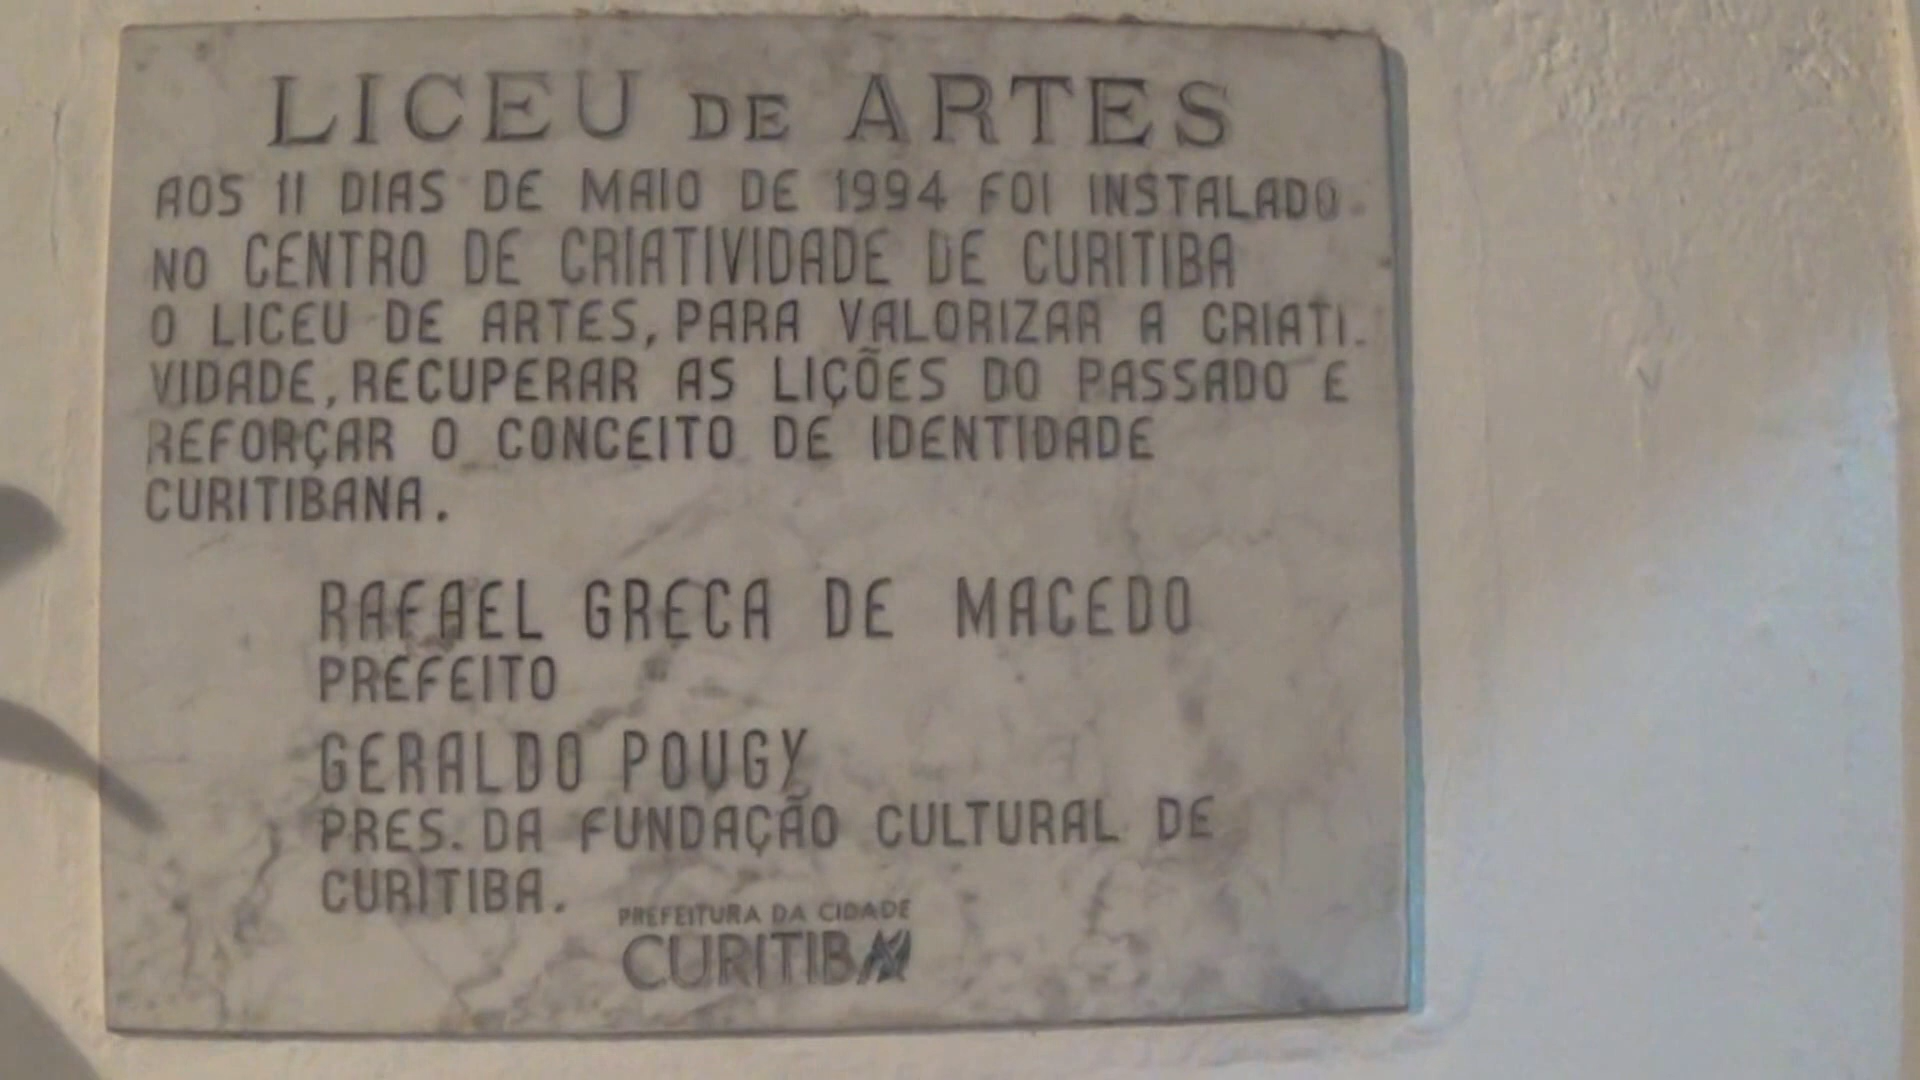 LICEU DE ARTES
AOS 11 DIAS DE MAIO DE 1994 FOI INSTALADO
NO CENTRO DE CRIATIVIDADE DE CURITIBA
O LICEU DE ARTES, PARA VALORIZAR A CRIATI-
VIDADE, RECUPERAR AS LIÇÕES DO PASSADO E
REFORÇAR O CONCEITO DE IDENTIDADE
CURITIBANA.
RAFAEL GRECA DE MACEDO
PREFEITO
GERALDO POUGY
PRES. DA FUNDAÇÃO CULTURAL DE
CURITIBA.
PREFEITURA DA CIDADE
CURITIBA